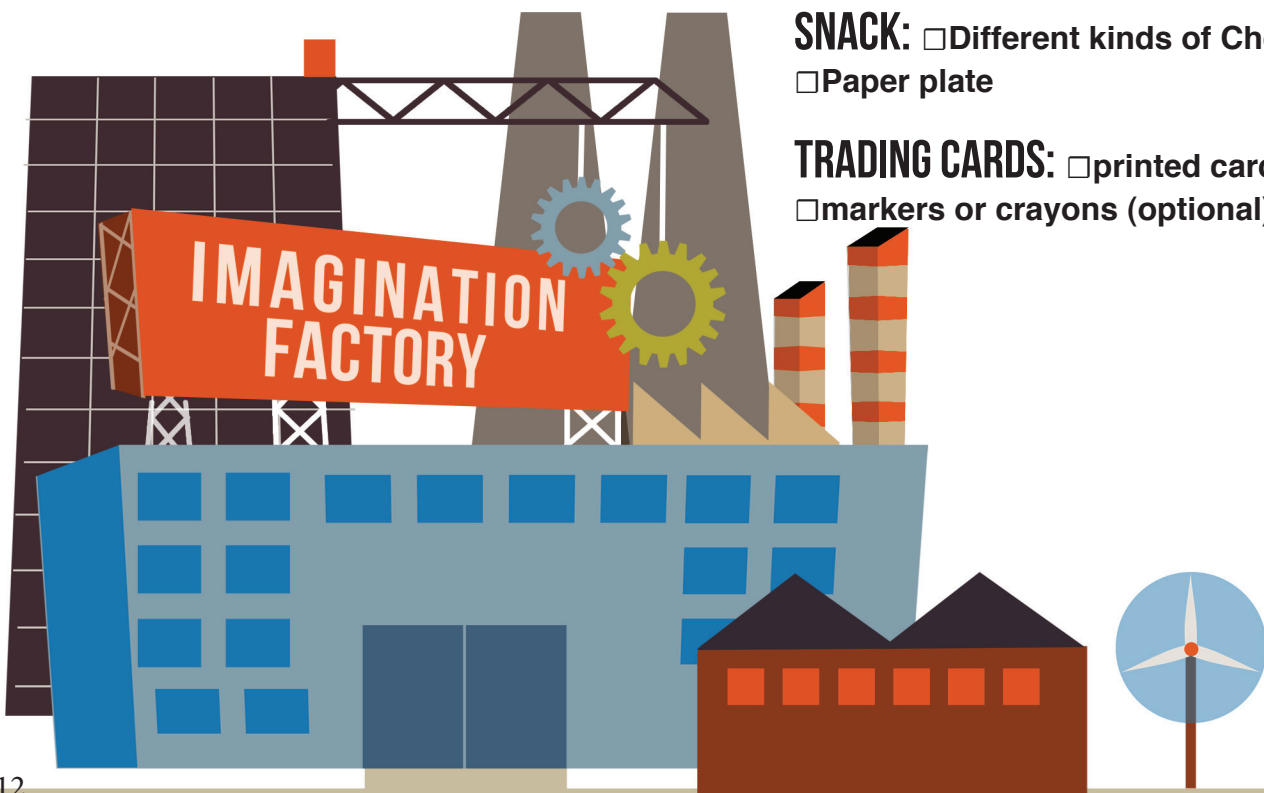 SNACK: ☐Different kinds of
☐Paper plate
TRADING CARDS: ☐printed
☐markers or crayons (optional)
IMAGINATION
FACTORY
12